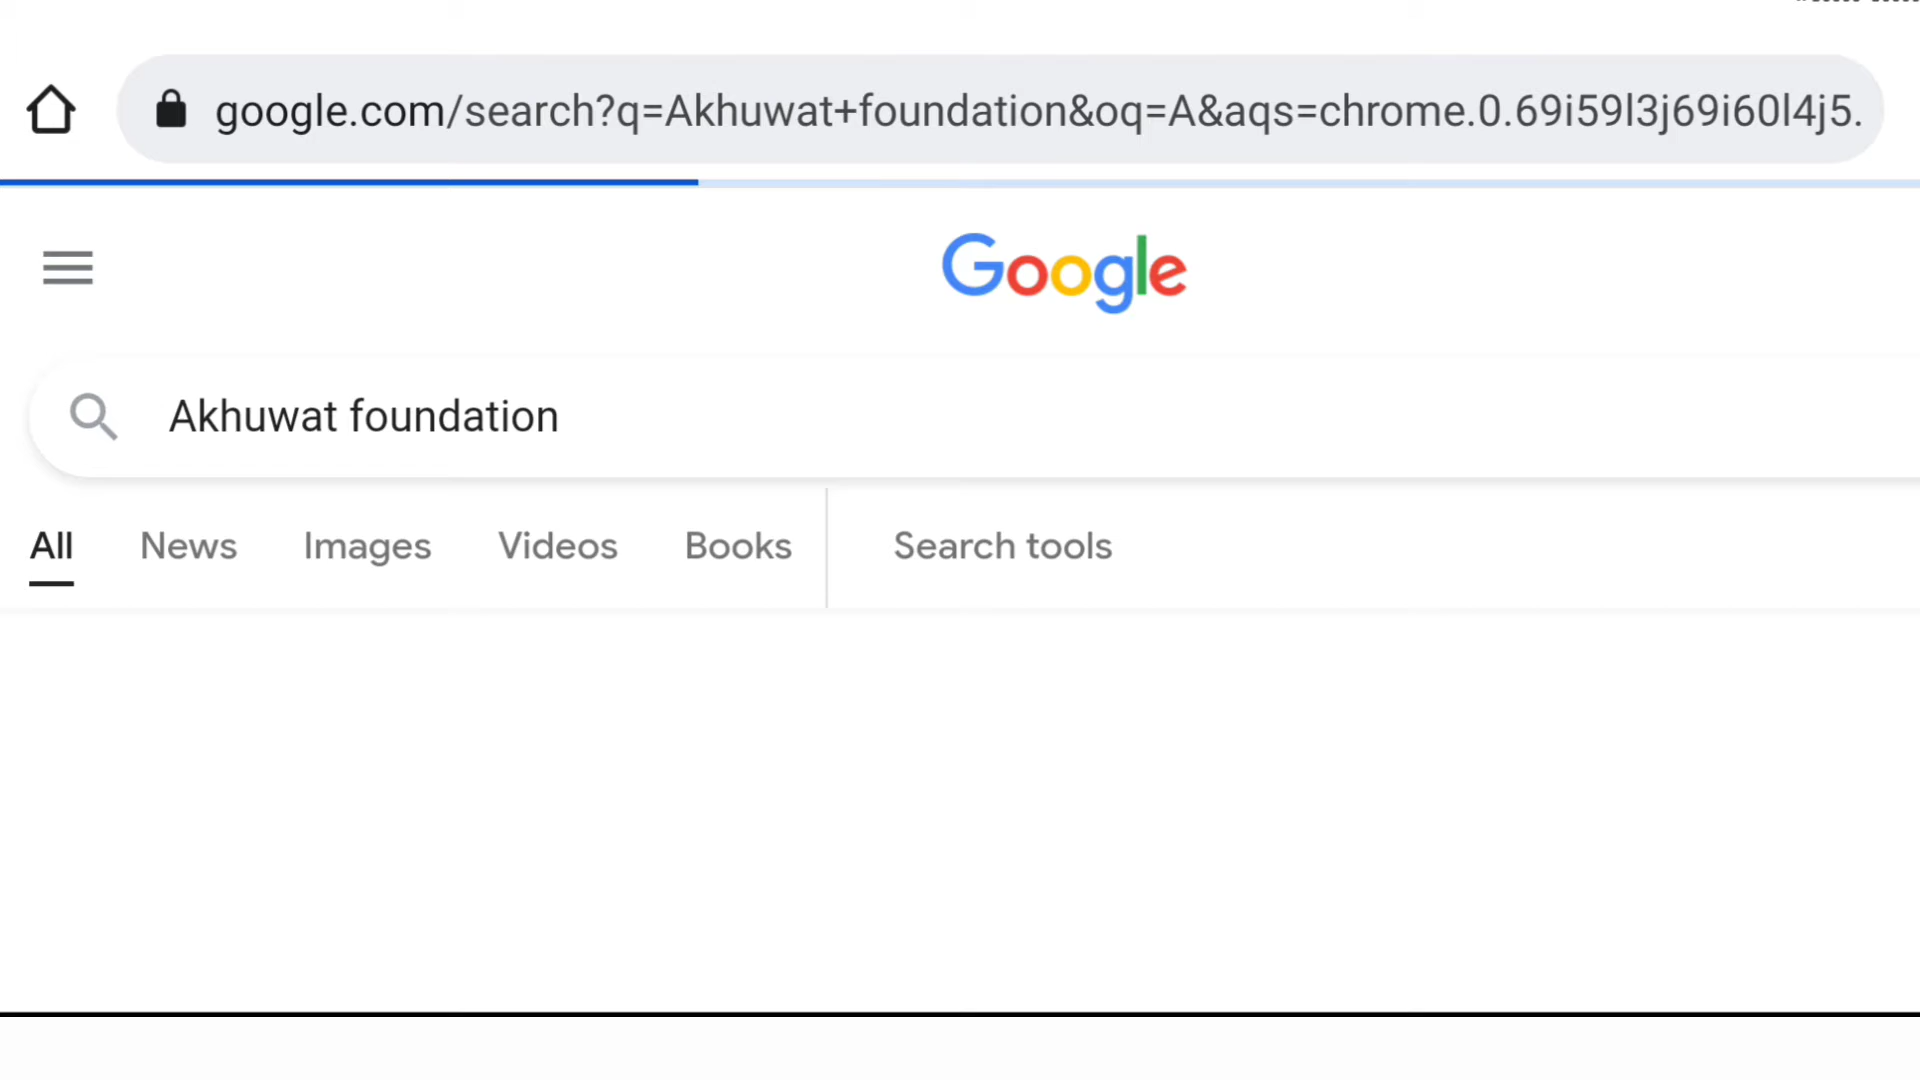 google.com/search?q=Akhuwat+foundation&oq=A&aqs=chrome.0.69i59l3j69i60l4j5.
Google
Akhuwat foundation
All News Images Videos Books Search tools